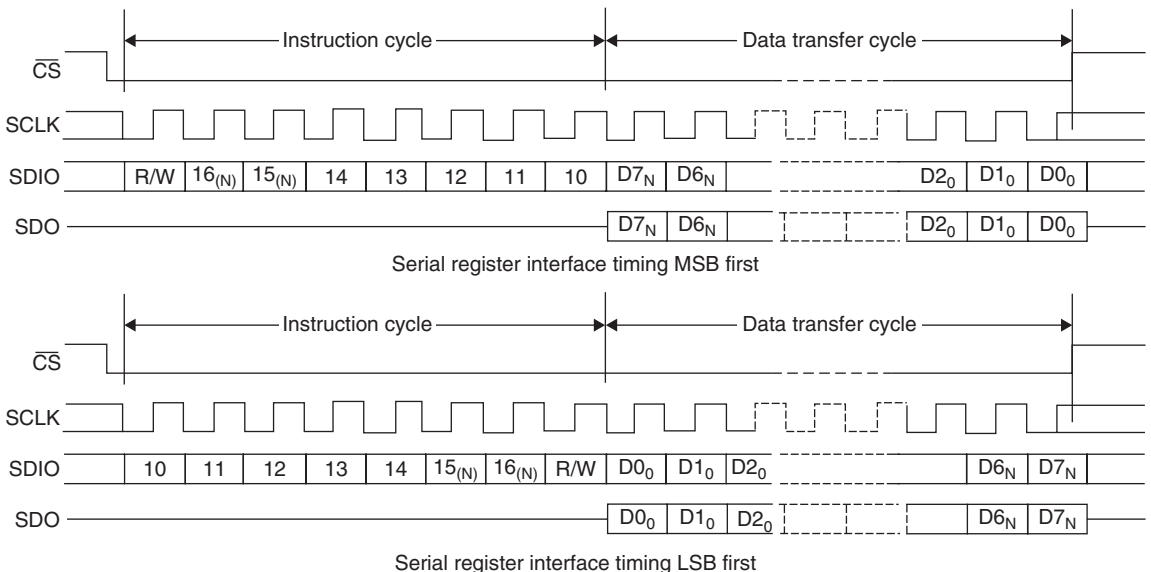 Instruction cycle Data transfer cycle
CS
SCLK
SDIO R/W 16(N) 15(N) 14 13 12 11 10 D7N D6N D20 D10 D00
SDO D7N D6N D20 D10 D00
Serial register interface timing MSB first
Instruction cycle Data transfer cycle
CS
SCLK
SDIO 10 11 12 13 14 15(N) 16(N) R/W D00 D10 D20 D6N D7N
SDO D00 D10 D20 D6N D7N
Serial register interface timing LSB first